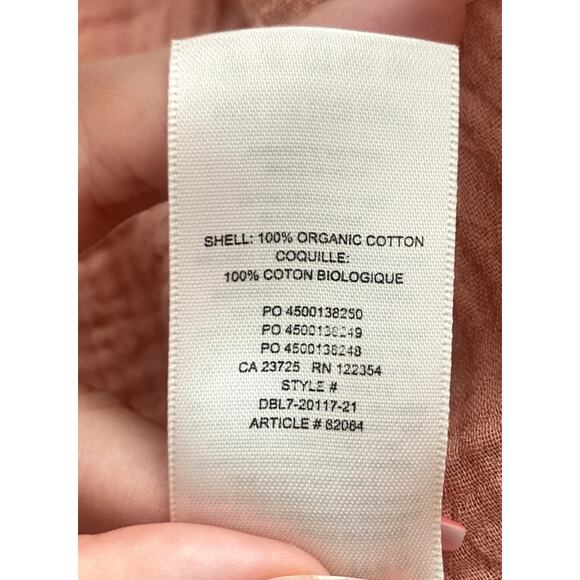 SHELL: 100% ORGANIC COTTON
COQUILLE:
100% COTON BIOLOGIQUE
PO 4500138250
PO 4500138249
PO 4500138248
CA 23725 RN 122354
STYLE #
DBL7-20117-21
ARTICLE # 82084